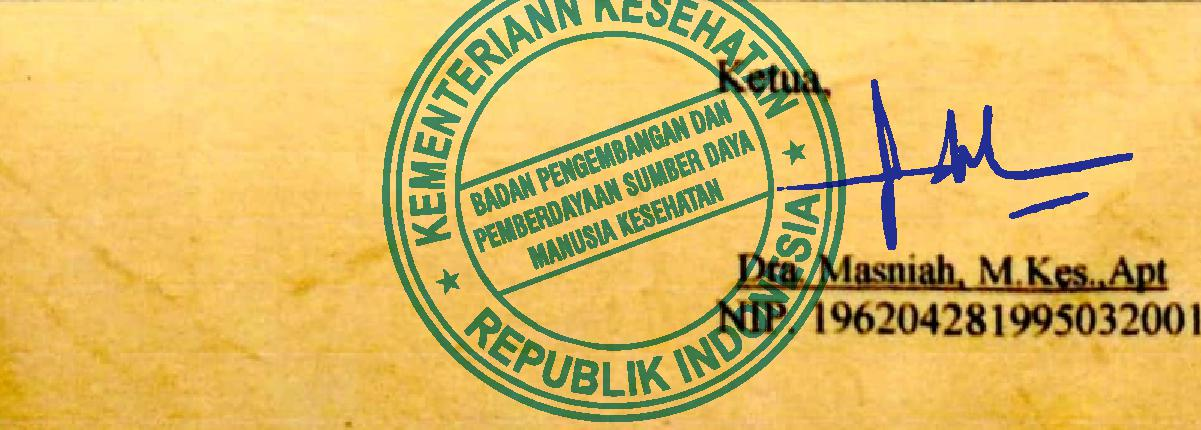 KEMENTERIANN KESEHATAN
Ketua,
BADAN PENGEMBANGAN DAN
PEMBERDAYAAN SUMBER DAYA
MANUSIA KESEHATAN
REPUBLIK INDONESIA
Dra. Masniah, M.Kes.,Apt
NIP. 196204281995032001